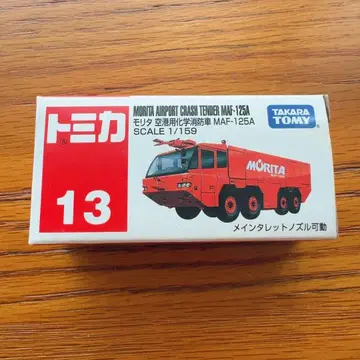 MORITA AIRPORT CRASH TENDER MAF-125A
モリタ 空港用化学消防車 MAF-125A
SCALE 1/159
TAKARA
TOMY
トミカ
13
MORITA
メインタレットノズル可動